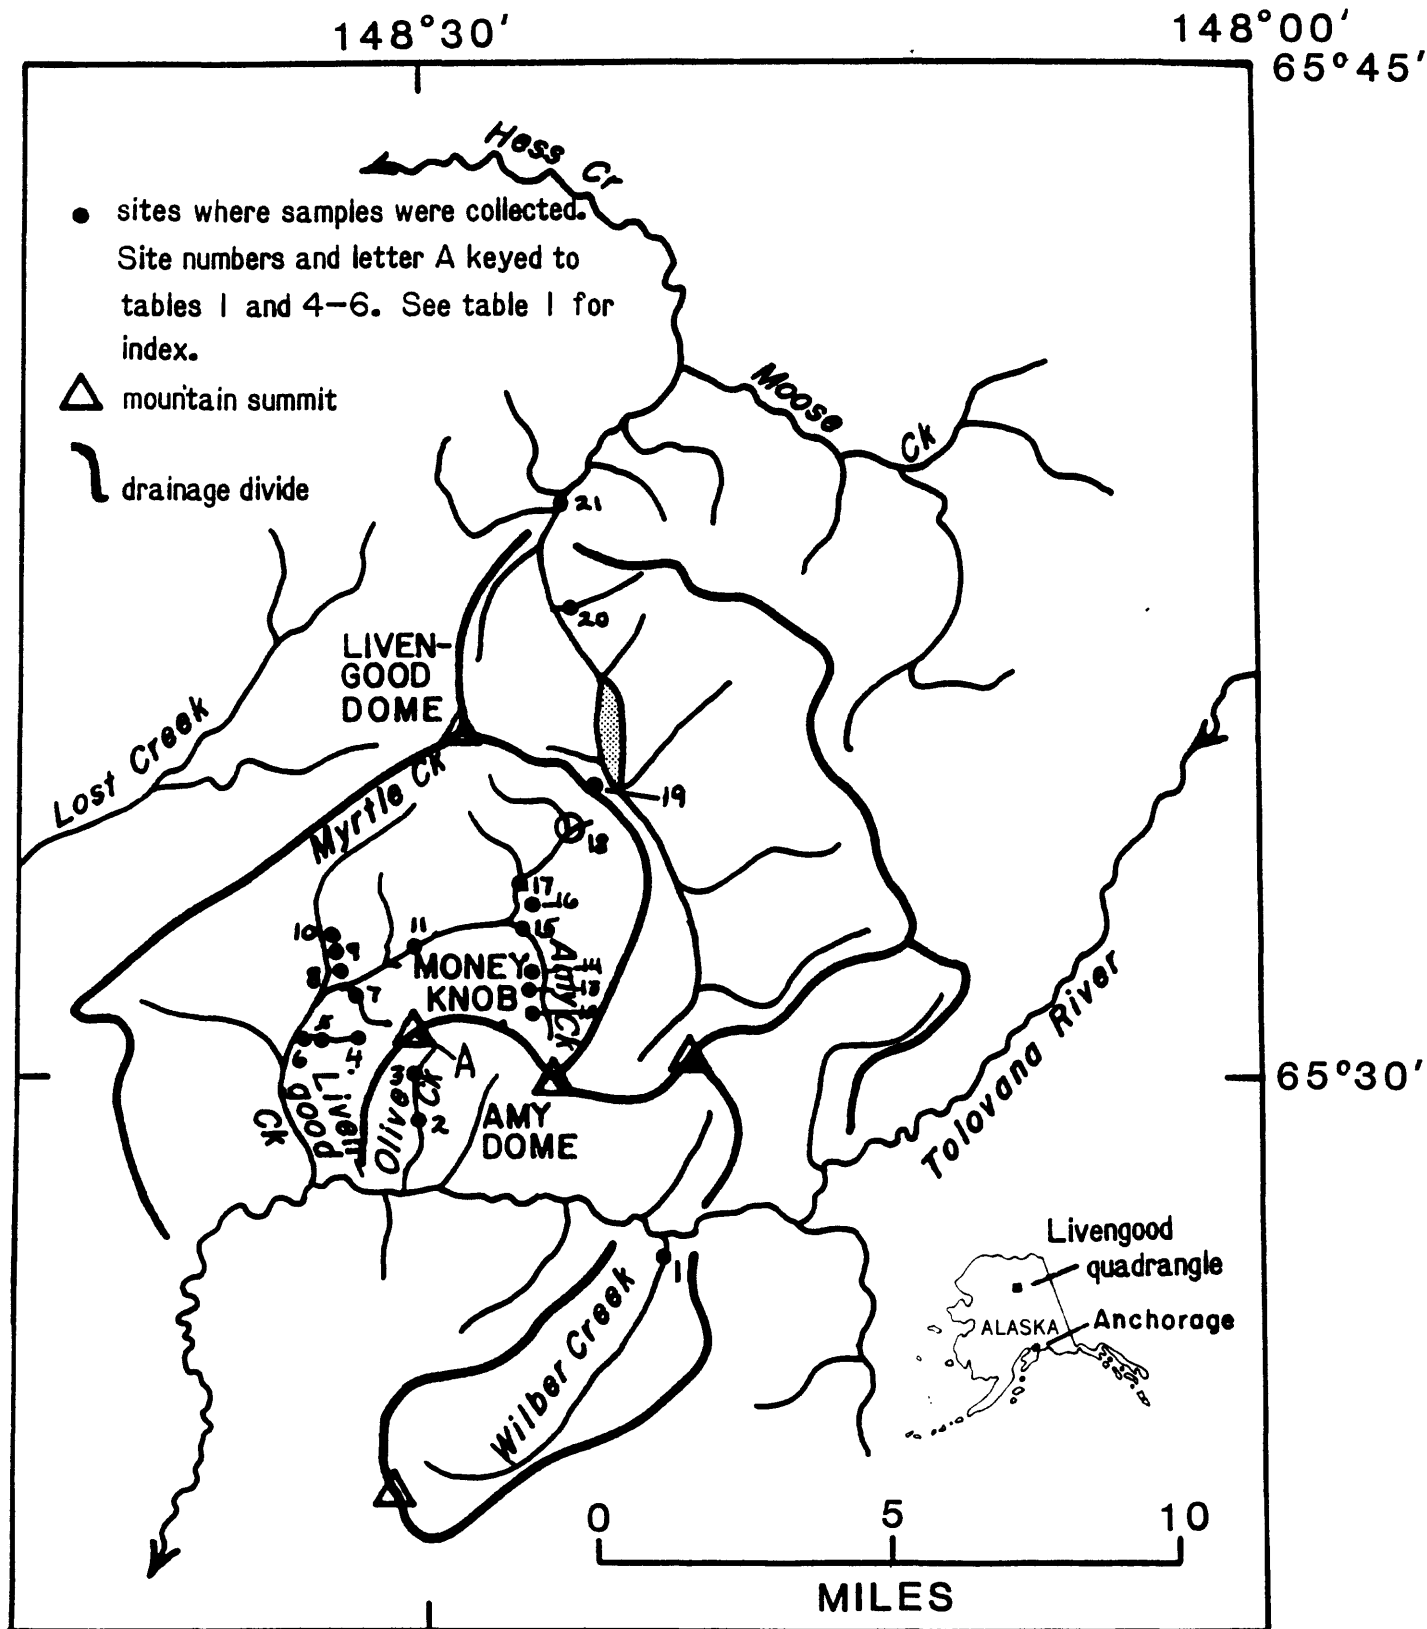 148°30'
148°00'
65°45'
Hess Cr
sites where samples were collected.
Site numbers and letter A keyed to
tables 1 and 4-6. See table 1 for
index.
mountain summit
drainage divide
Moose
Ck
21
20
LIVEN-
GOOD
DOME
Lost Creek
Myrtle Ck
19
18
17
16
15
11
10
9
8
7
MONEY
KNOB
Amy Ck
14
13
12
5
6
4
A
3
2
Liven
good
Ck
Olive Ck
AMY
DOME
65°30'
Tolovana River
1
Wilber Creek
Livengood
quadrangle
ALASKA
Anchorage
0
5
10
MILES